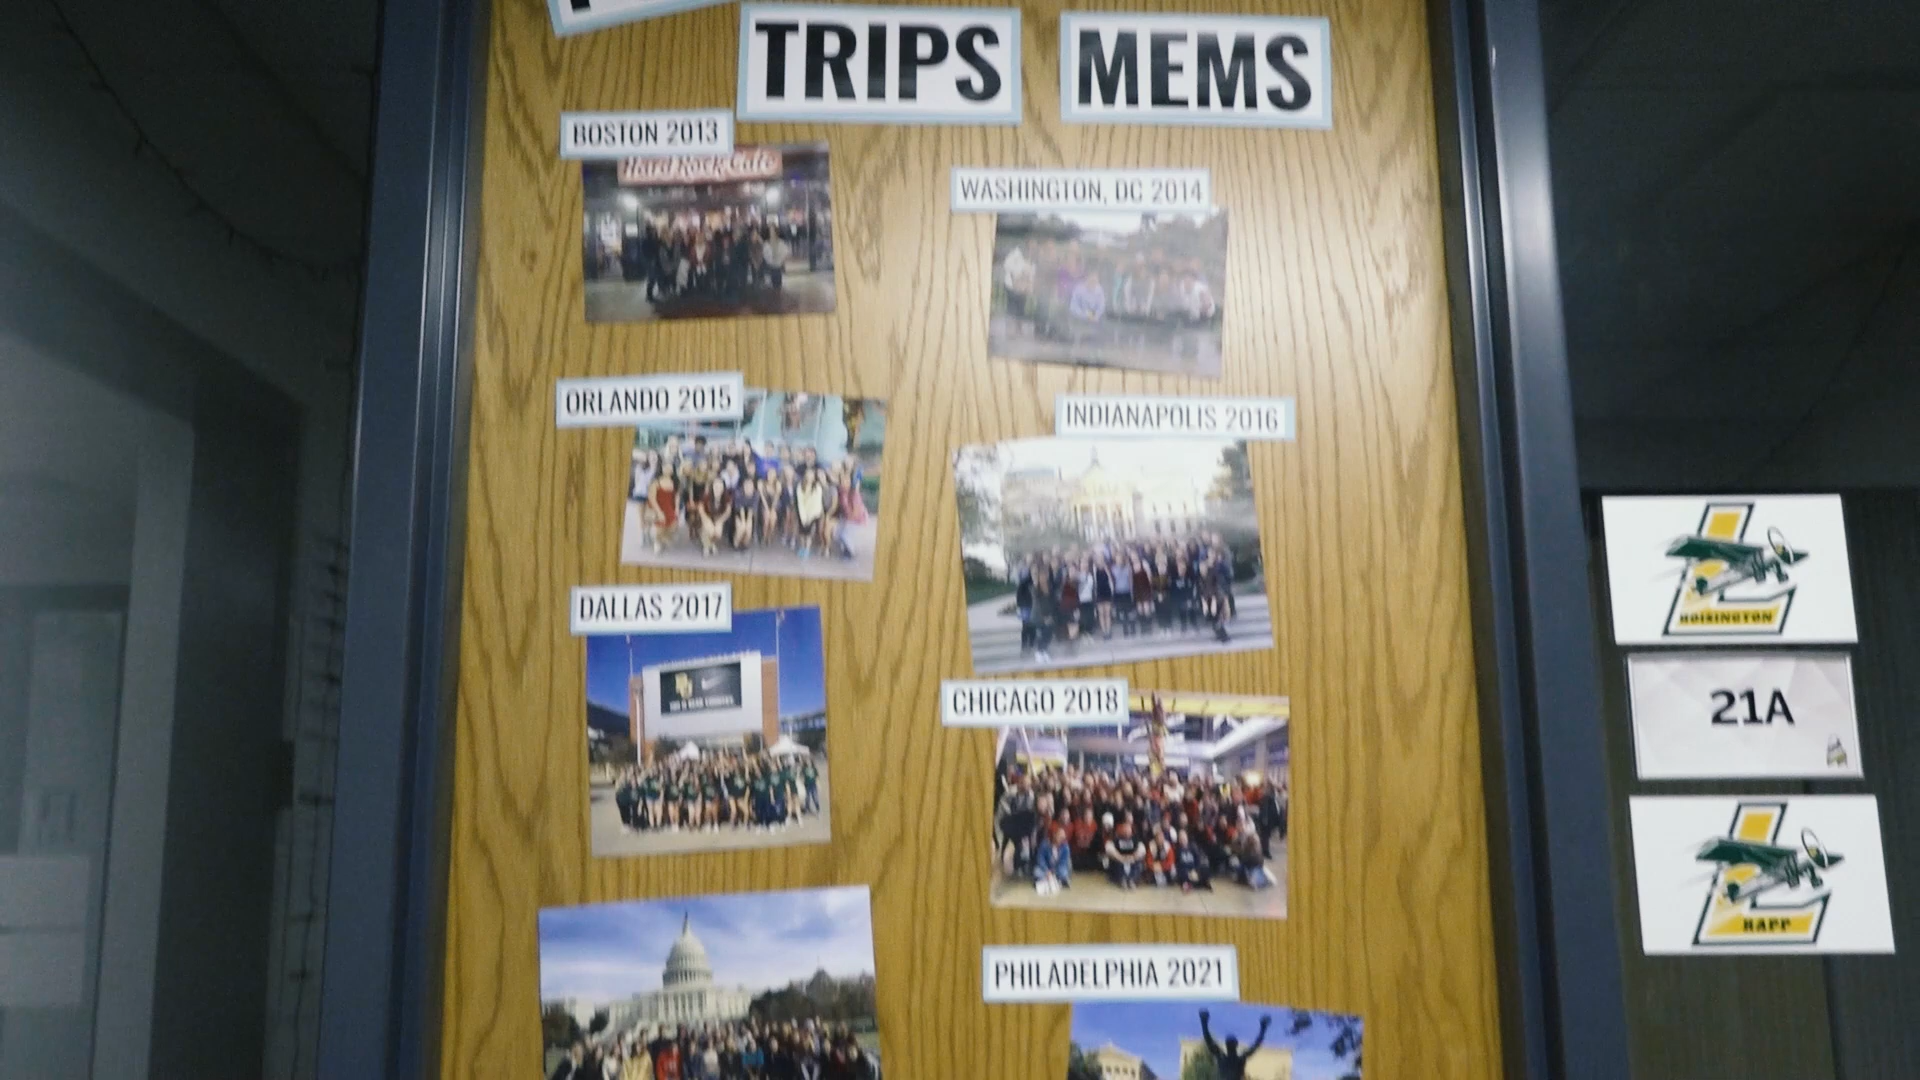 TRIPS MEMS
BOSTON 2013
Hard Rock Cafe
WASHINGTON, DC 2014
ORLANDO 2015
INDIANAPOLIS 2016
DALLAS 2017
CHICAGO 2018
PHILADELPHIA 2021
L
HOISINGTON
21A
L
RAPP